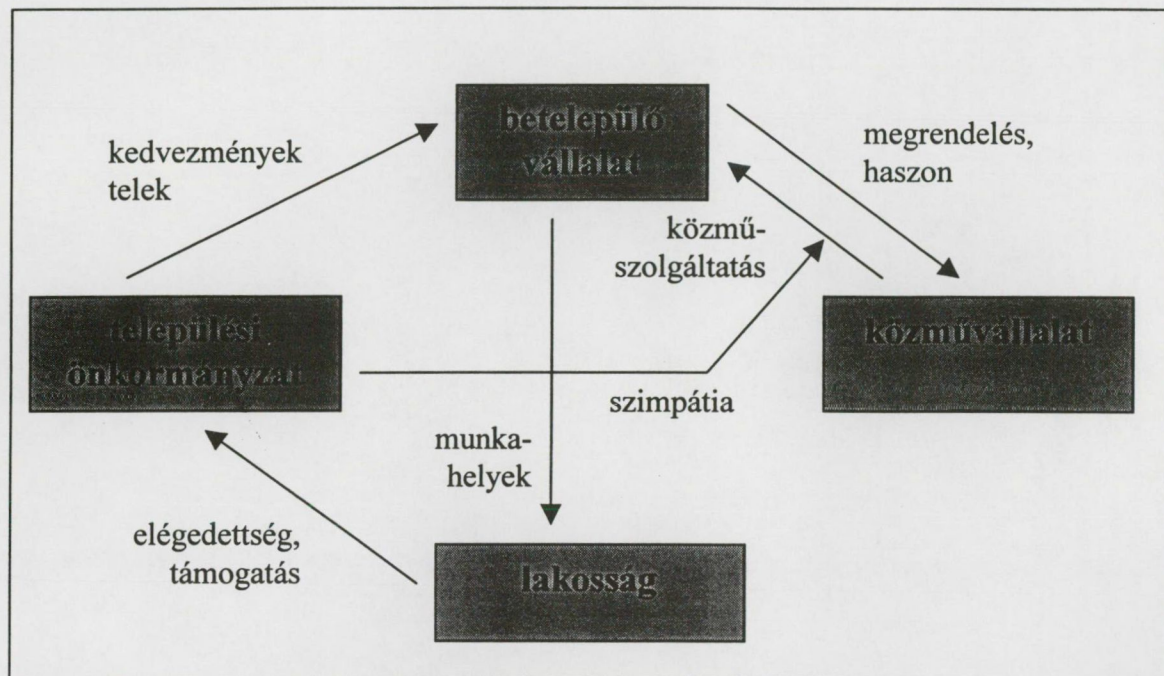 betelepülő
vállalat
kedvezmények
telek
megrendelés,
haszon
közmű-
szolgáltatás
települési
önkormányzat
közművállalat
szimpátia
munka-
helyek
elégedettség,
támogatás
lakosság